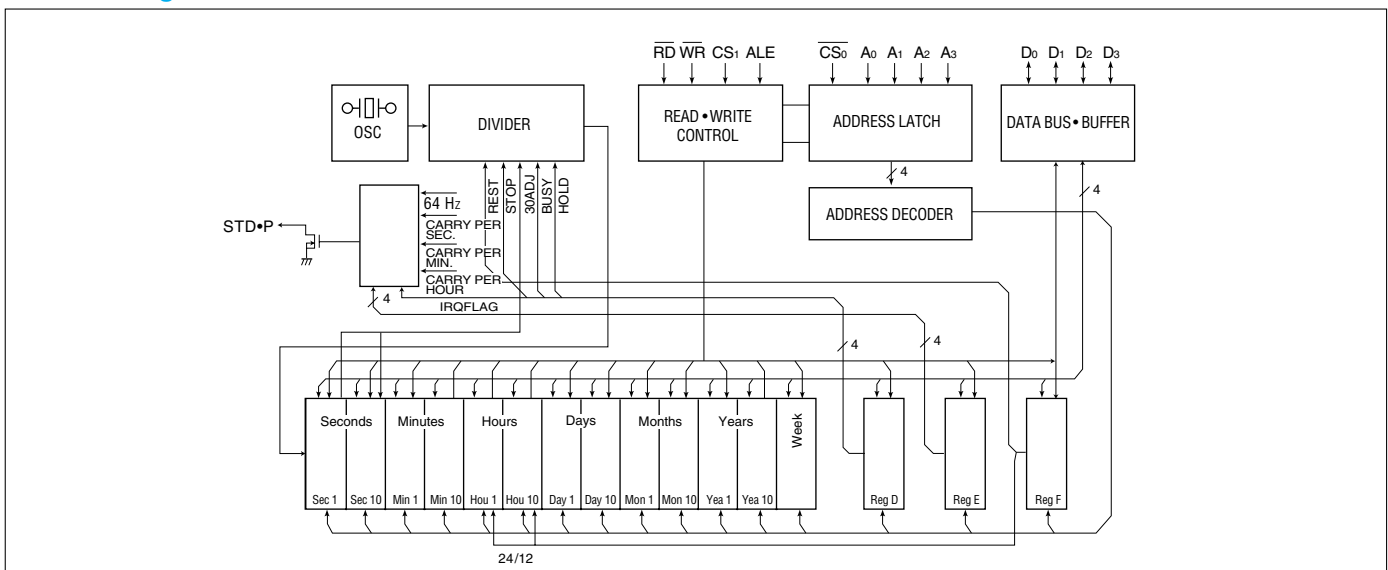 RD WR CS1 ALE
CS0 A0 A1 A2 A3
D0 D1 D2 D3
OSC
DIVIDER
READ•WRITE
CONTROL
ADDRESS LATCH
DATA BUS•BUFFER
4
4
ADDRESS DECODER
REST
STOP
30ADJ
BUSY
HOLD
64 Hz
CARRY PER
SEC.
CARRY PER
MIN.
CARRY PER
HOUR
STD•P
4
IRQFLAG
4
4
Seconds
Minutes
Hours
Days
Months
Years
Week
Sec 1
Sec 10
Min 1
Min 10
Hou 1
Hou 10
Day 1
Day 10
Mon 1
Mon 10
Yea 1
Yea 10
Reg D
Reg E
Reg F
24/12